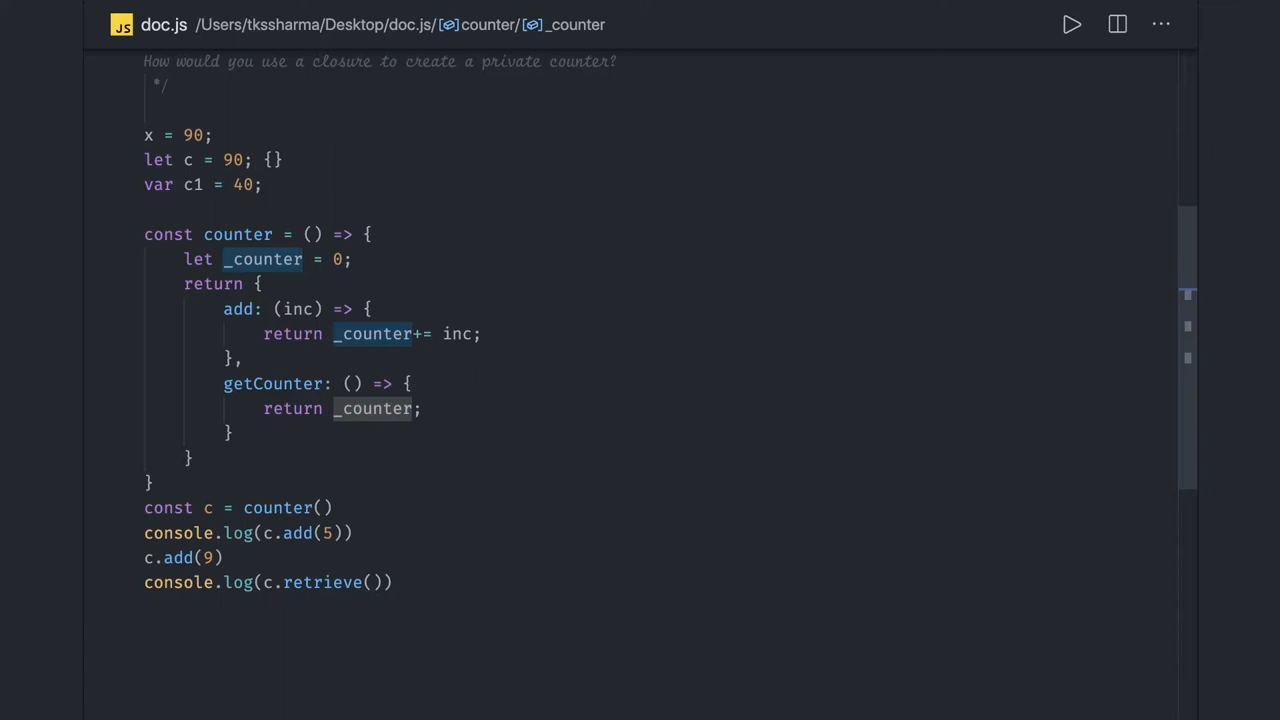 JS doc.js /Users/tkssharma/Desktop/doc.js/counter/_counter
How would you use a closure to create a private counter?
*/
x = 90;
let c = 90; {}
var c1 = 40;
const counter = () => {
let _counter = 0;
return {
add: (inc) => {
return _counter+= inc;
},
getCounter: () => {
return _counter;
}
}
}
const c = counter()
console.log(c.add(5))
c.add(9)
console.log(c.retrieve())